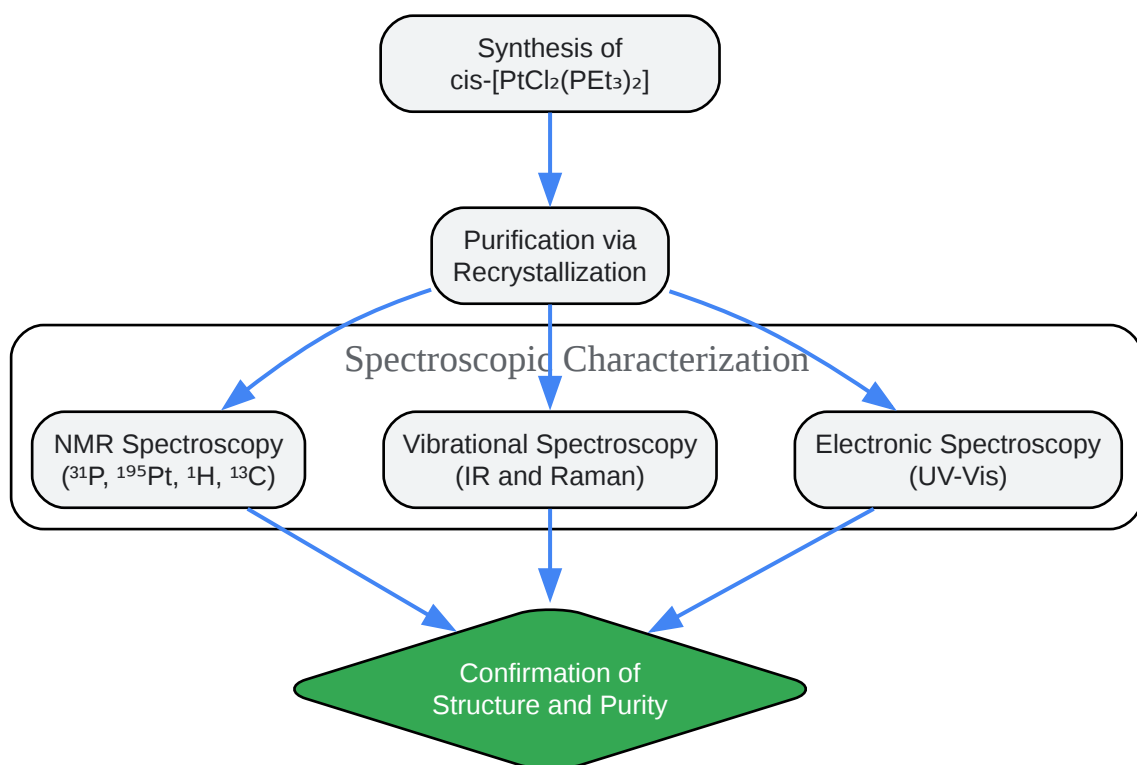 Synthesis of
cis-[PtCl₂(PEt₃)₂]
Purification via
Recrystallization
Spectroscopic Characterization
NMR Spectroscopy
(³¹P, ¹⁹⁵Pt, ¹H, ¹³C)
Vibrational Spectroscopy
(IR and Raman)
Electronic Spectroscopy
(UV-Vis)
Confirmation of
Structure and Purity